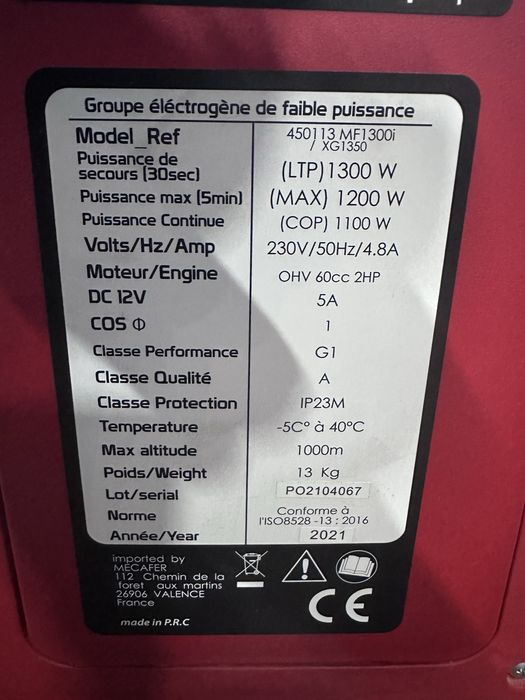 Groupe éléctrogène de faible puissance
Model_Ref 450113 MF1300i / XG1350
Puissance de secours (30sec) (LTP) 1300 W
Puissance max (5min) (MAX) 1200 W
Puissance Continue (COP) 1100 W
Volts/Hz/Amp 230V/50Hz/4.8A
Moteur/Engine OHV 60cc 2HP
DC 12V 5A
COS Φ 1
Classe Performance G1
Classe Qualité A
Classe Protection IP23M
Temperature -5C° à 40°C
Max altitude 1000m
Poids/Weight 13 Kg
Lot/serial PO2104067
Norme Conforme à l'ISO8528 -13 : 2016
Année/Year 2021
imported by
MECAFER
112 Chemin de la
foret aux martins
26906 VALENCE
France
made in P.R.C
CE